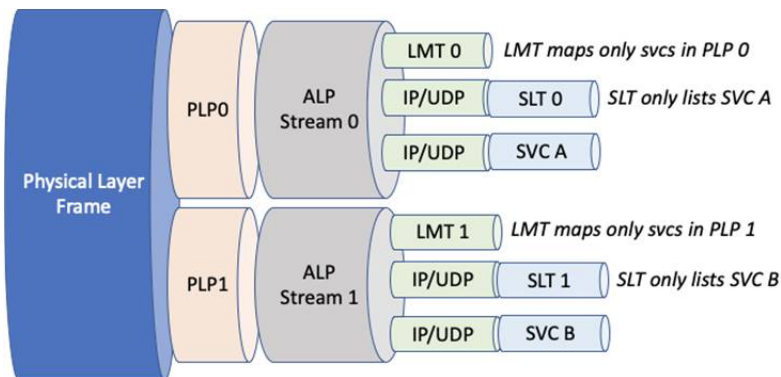 Physical Layer
Frame
PLP0
ALP
Stream 0
LMT 0
LMT maps only svcs in PLP 0
IP/UDP
SLT 0
SLT only lists SVC A
IP/UDP
SVC A
PLP1
ALP
Stream 1
LMT 1
LMT maps only svcs in PLP 1
IP/UDP
SLT 1
SLT only lists SVC B
IP/UDP
SVC B